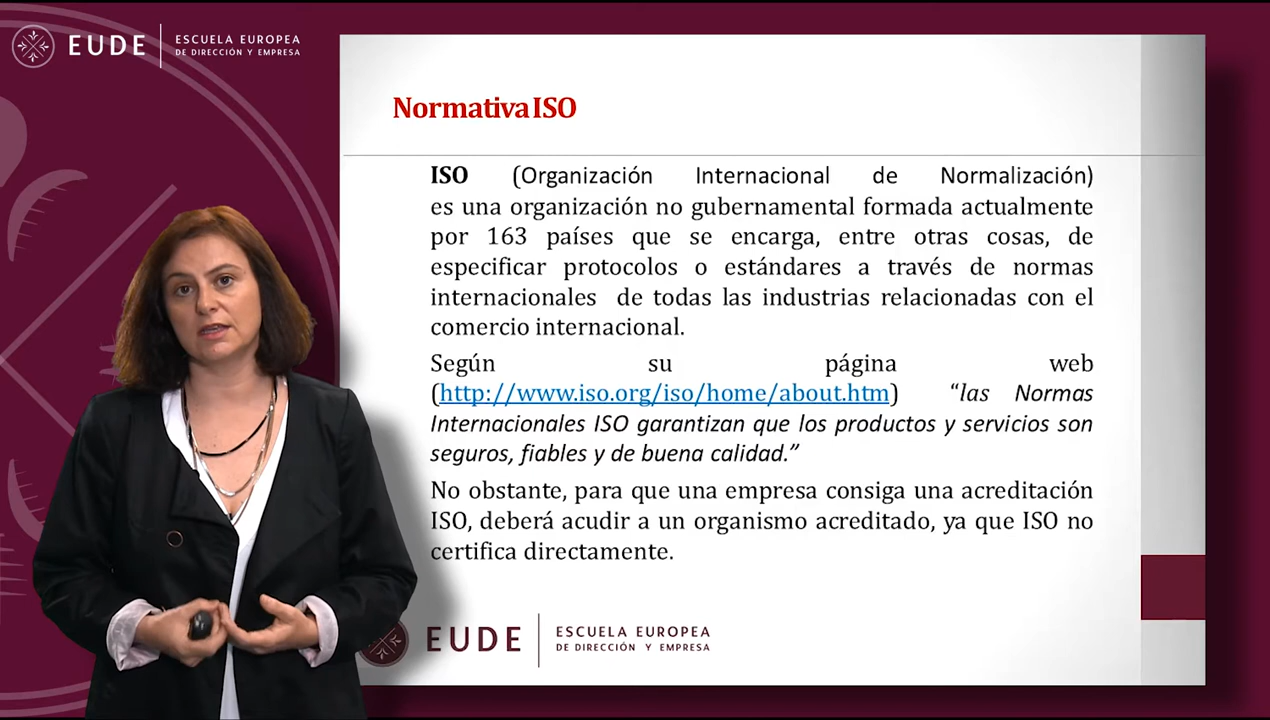 EUDE
ESCUELA EUROPEA
DE DIRECCIÓN Y EMPRESA
Normativa ISO
ISO (Organización Internacional de Normalización)
es una organización no gubernamental formada actualmente
por 163 países que se encarga, entre otras cosas, de
especificar protocolos o estándares a través de normas
internacionales de todas las industrias relacionadas con el
comercio internacional.
Según su página web
(http://www.iso.org/iso/home/about.htm) “las Normas
Internacionales ISO garantizan que los productos y servicios son
seguros, fiables y de buena calidad.”
No obstante, para que una empresa consiga una acreditación
ISO, deberá acudir a un organismo acreditado, ya que ISO no
certifica directamente.
EUDE
ESCUELA EUROPEA
DE DIRECCIÓN Y EMPRESA